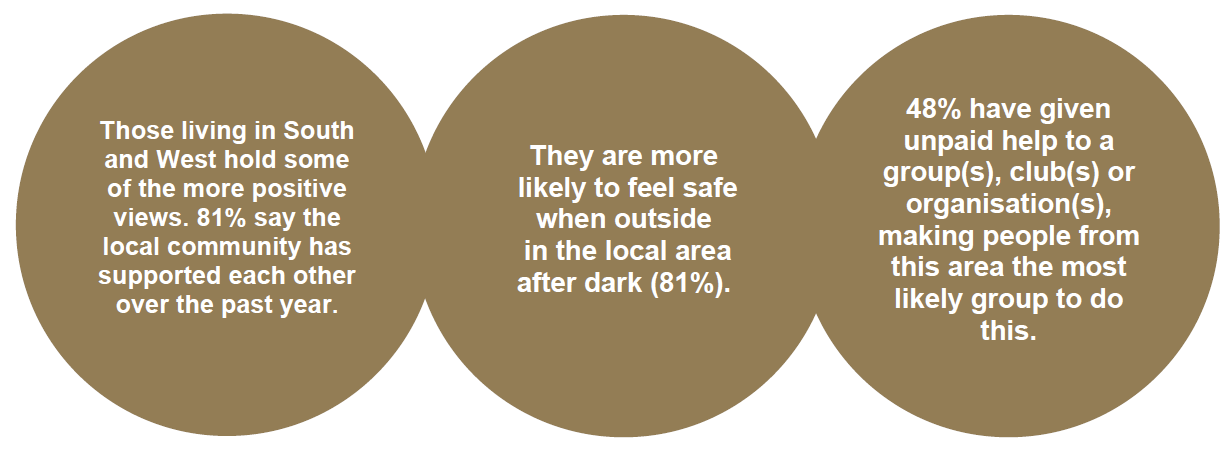 Those living in South
and West hold some
of the more positive
views. 81% say the
local community has
supported each other
over the past year.
They are more
likely to feel safe
when outside
in the local area
after dark (81%).
48% have given
unpaid help to a
group(s), club(s) or
organisation(s),
making people from
this area the most
likely group to do
this.